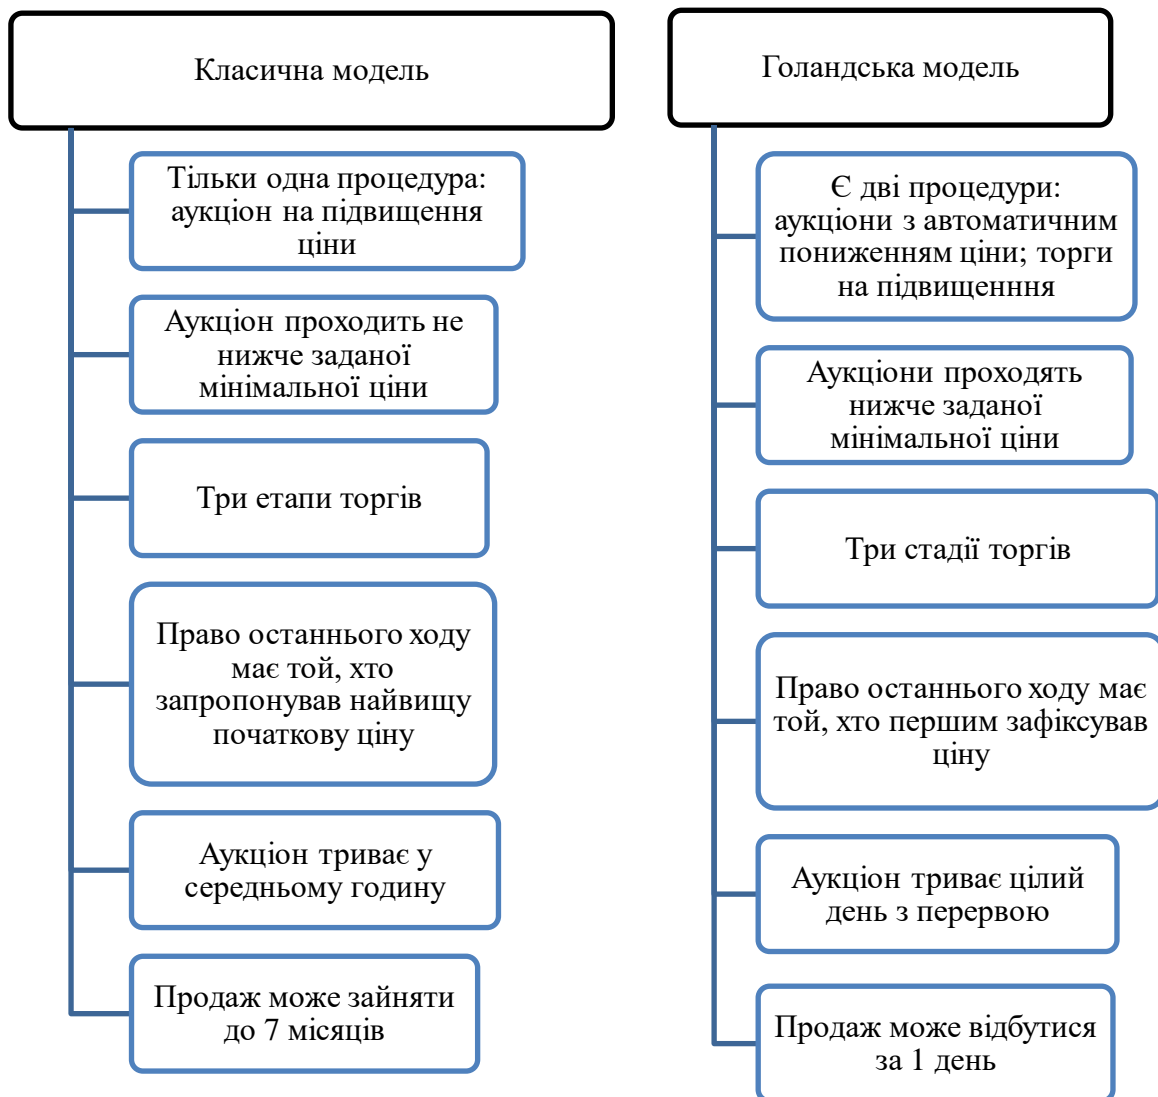 Класична модель
Тільки одна процедура:
аукціон на підвищення
ціни
Аукціон проходить не
нижче заданої
мінімальної ціни
Три етапи торгів
Право останнього ходу
має той, хто
запропонував найвищу
початкову ціну
Аукціон триває у
середньому годину
Продаж може зайняти
до 7 місяців
Голандська модель
Є дві процедури:
аукціони з автоматичним
пониженням ціни; торги
на підвищенння
Аукціони проходять
нижче заданої
мінімальної ціни
Три стадії торгів
Право останнього ходу має
той, хто першим зафіксував
ціну
Аукціон триває цілий
день з перервою
Продаж може відбутися
за 1 день